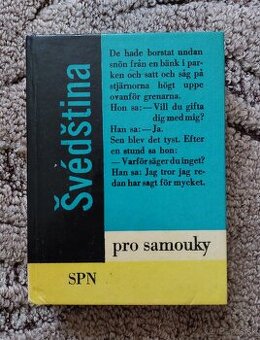 Švédština
De hade borstat undan
snön från en bänk i par-
ken och satt och såg på
stjärnorna högt uppe
ovanför grenarna.
Hon sa:— Vill du gifta
dig med mig?
Han sa:—Ja.
Sen blev det tyst. Efter
en stund sa hon:
—Varför säger du inget?
Han sa: Jag tror jag re-
dan har sagt för mycket.
pro samouky
SPN